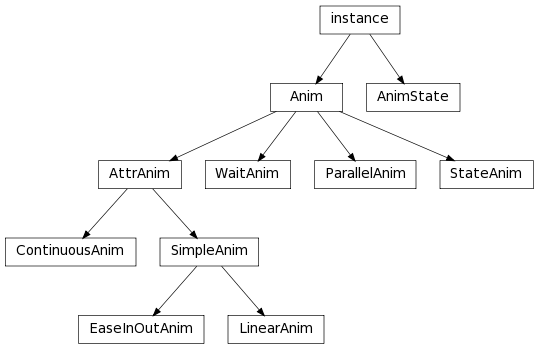 instance
Anim
AnimState
AttrAnim
WaitAnim
ParallelAnim
StateAnim
ContinuousAnim
SimpleAnim
EaseInOutAnim
LinearAnim